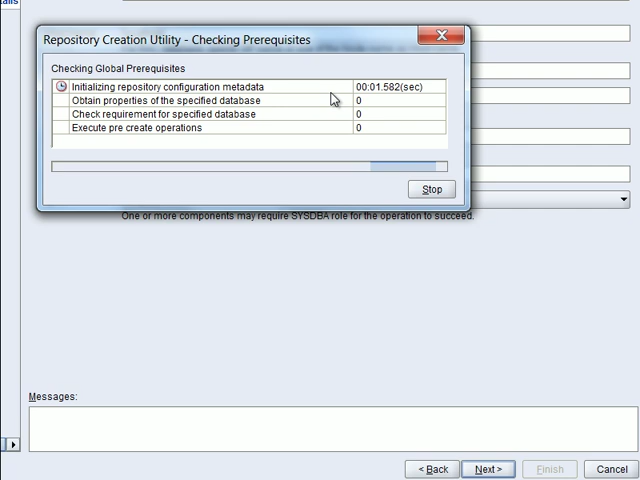 Repository Creation Utility - Checking Prerequisites
Checking Global Prerequisites
Initializing repository configuration metadata 00:01.582(sec)
Obtain properties of the specified database 0
Check requirement for specified database 0
Execute pre create operations 0
Stop
One or more components may require SYSDBA role for the operation to succeed.
Messages:
< Back Next > Finish Cancel